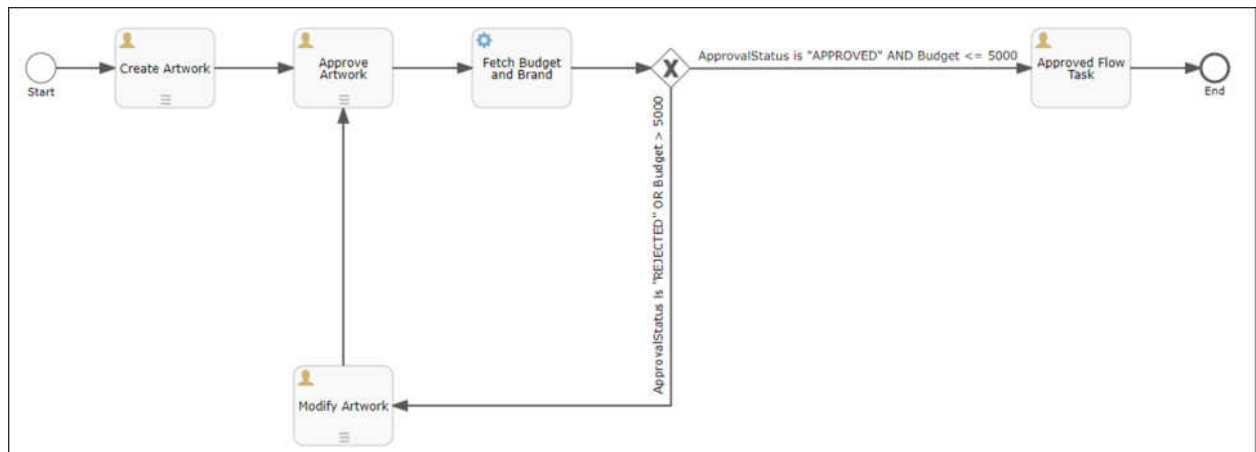 Start
Create Artwork
Approve
Artwork
Fetch Budget
and Brand
X
ApprovalStatus is "APPROVED" AND Budget <= 5000
Approved Flow
Task
End
ApprovalStatus is "REJECTED" OR Budget > 5000
Modify Artwork